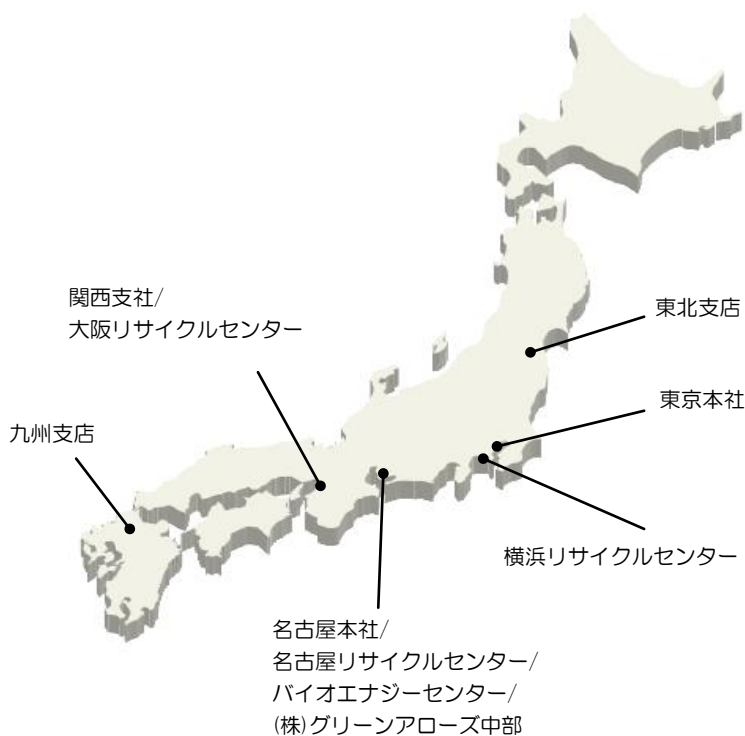 関西支社/
大阪リサイクルセンター
東北支店
東京本社
九州支店
横浜リサイクルセンター
名古屋本社/
名古屋リサイクルセンター/
バイオエナジーセンター/
(株)グリーンアローズ中部